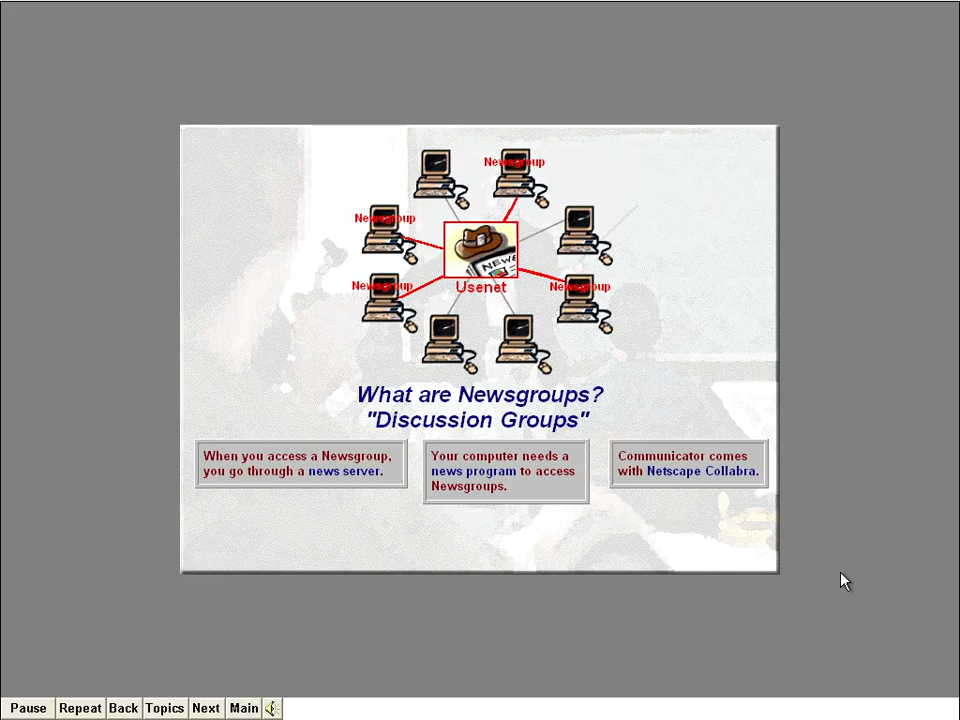 Newsgroup
Newsgroup
Newsgroup
Newsgroup
NEWS
Usenet
What are Newsgroups?
"Discussion Groups"
When you access a Newsgroup,
you go through a news server.
Your computer needs a
news program to access
Newsgroups.
Communicator comes
with Netscape Collabra.
Pause
Repeat
Back
Topics
Next
Main